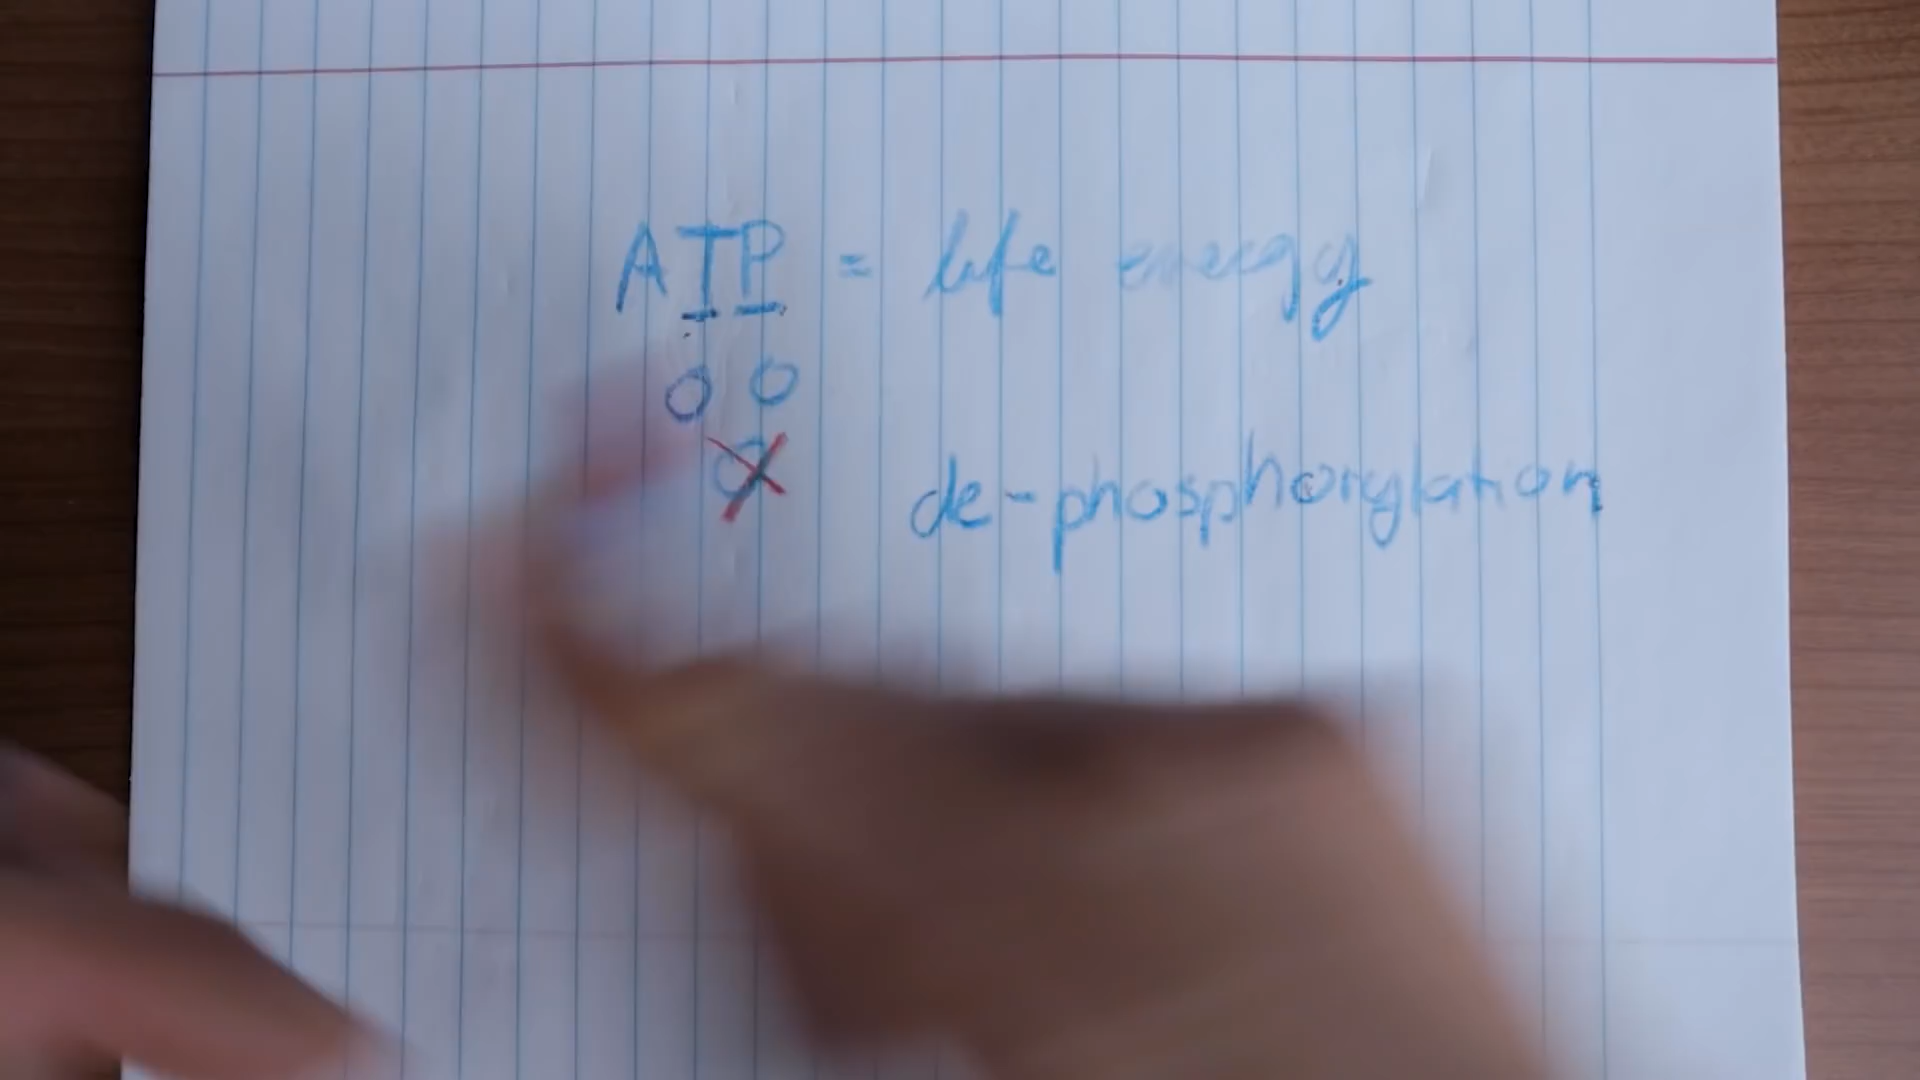 ATP = life energy
de-phosphorylation